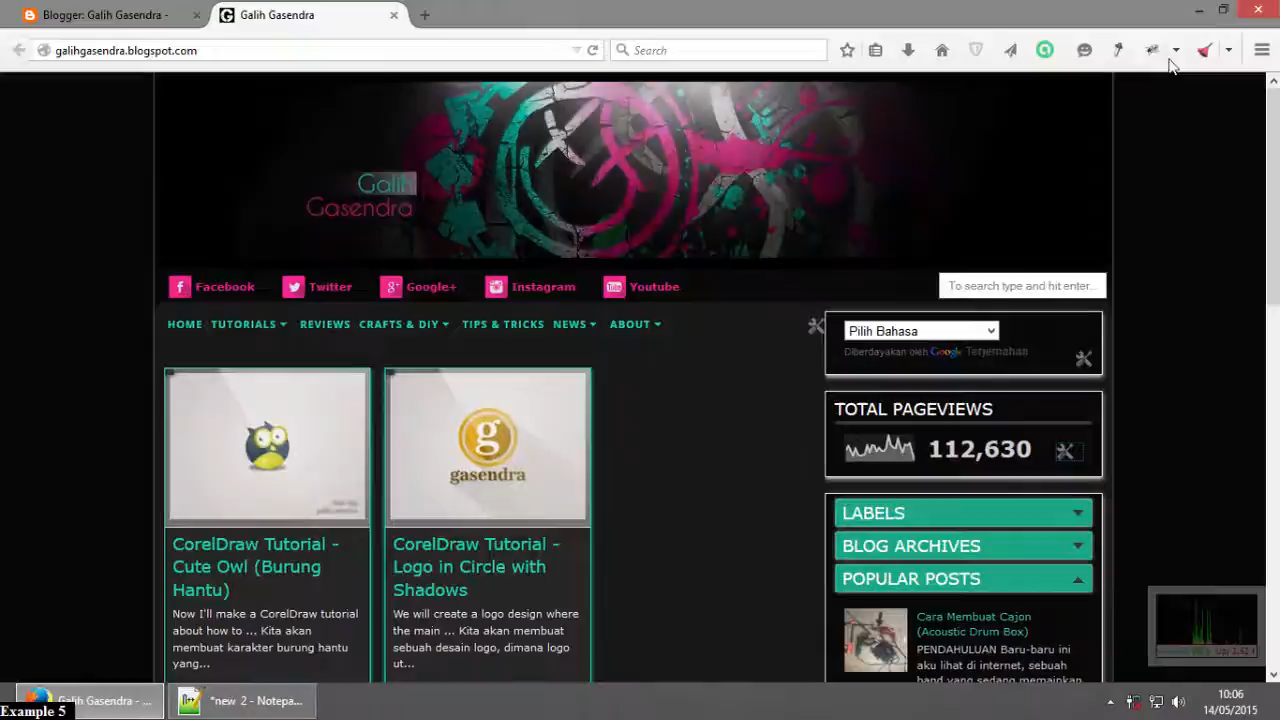 Blogger: Galih Gasendra -
Galih Gasendra
galihgasendra.blogspot.com
Search
Galih
Gasendra
Facebook
Twitter
Google+
Instagram
Youtube
To search type and hit enter...
HOME TUTORIALS REVIEWS CRAFTS & DIY TIPS & TRICKS NEWS ABOUT
Pilih Bahasa
Diberdayakan oleh Google Terjemahan
TOTAL PAGEVIEWS
112,630
LABELS
BLOG ARCHIVES
POPULAR POSTS
Cara Membuat Cajon
(Acoustic Drum Box)
PENDAHULUAN Baru-baru ini
aku lihat di internet, sebuah
band yang sedang memainkan
g
gasendra
CorelDraw Tutorial -
Cute Owl (Burung
Hantu)
Now I'll make a CorelDraw tutorial
about how to ... Kita akan
membuat karakter burung hantu
yang...
CorelDraw Tutorial -
Logo in Circle with
Shadows
We will create a logo design where
the main ... Kita akan membuat
sebuah desain logo, dimana logo
ut...
Galih Gasendra - ...
*new 2 - Notepa...
10:06
14/05/2015
Example 5